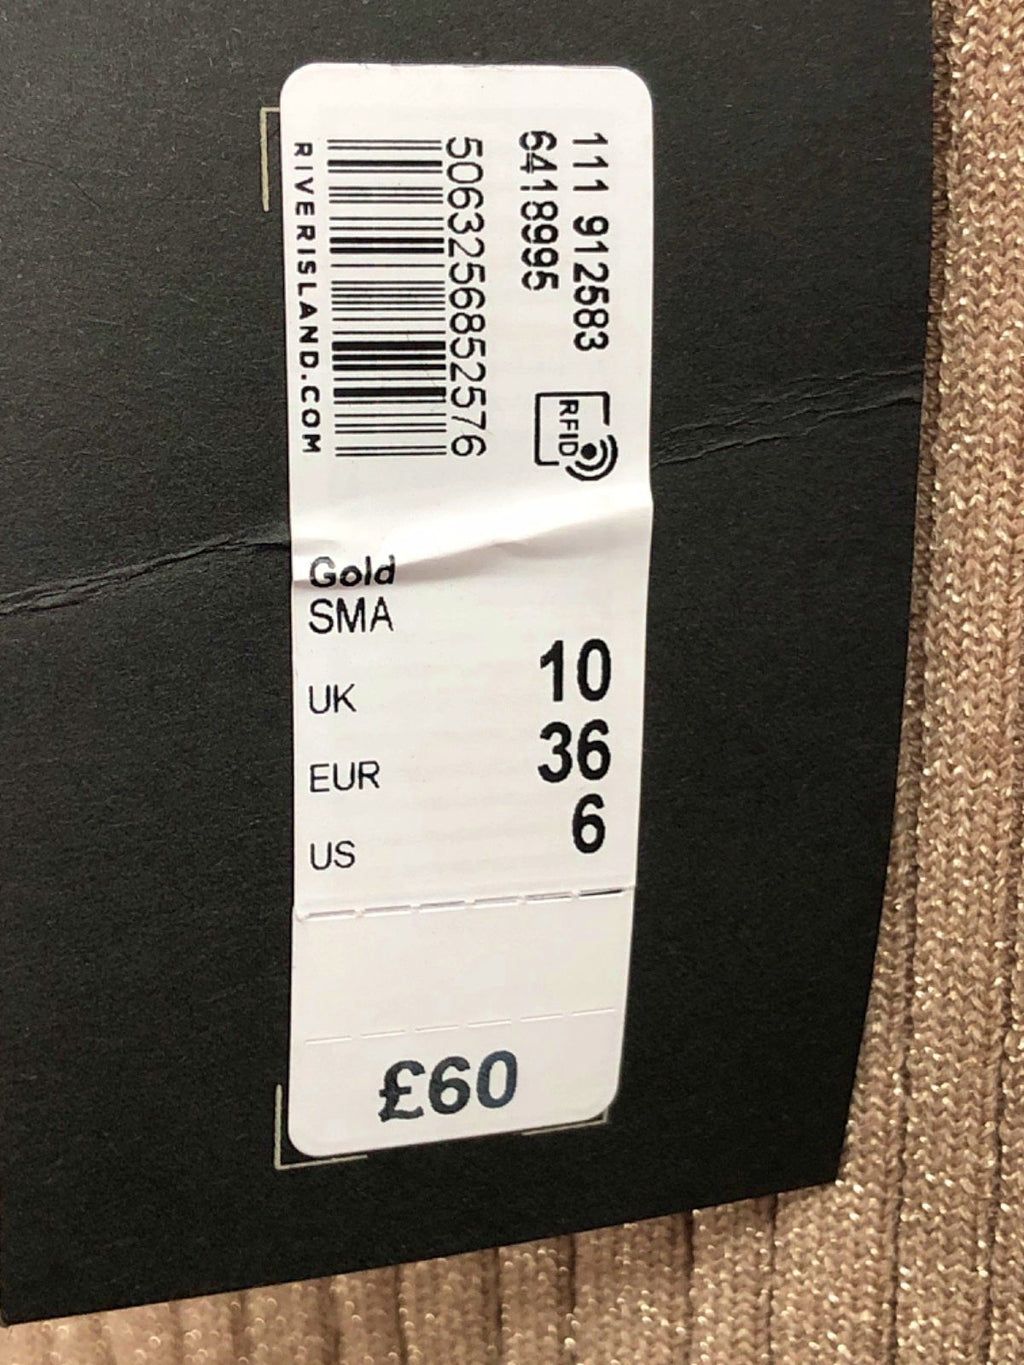 111 912583
6418995
5063256852576
RIVERISLAND.COM
RFID
Gold
SMA
UK 10
EUR 36
US 6
£60